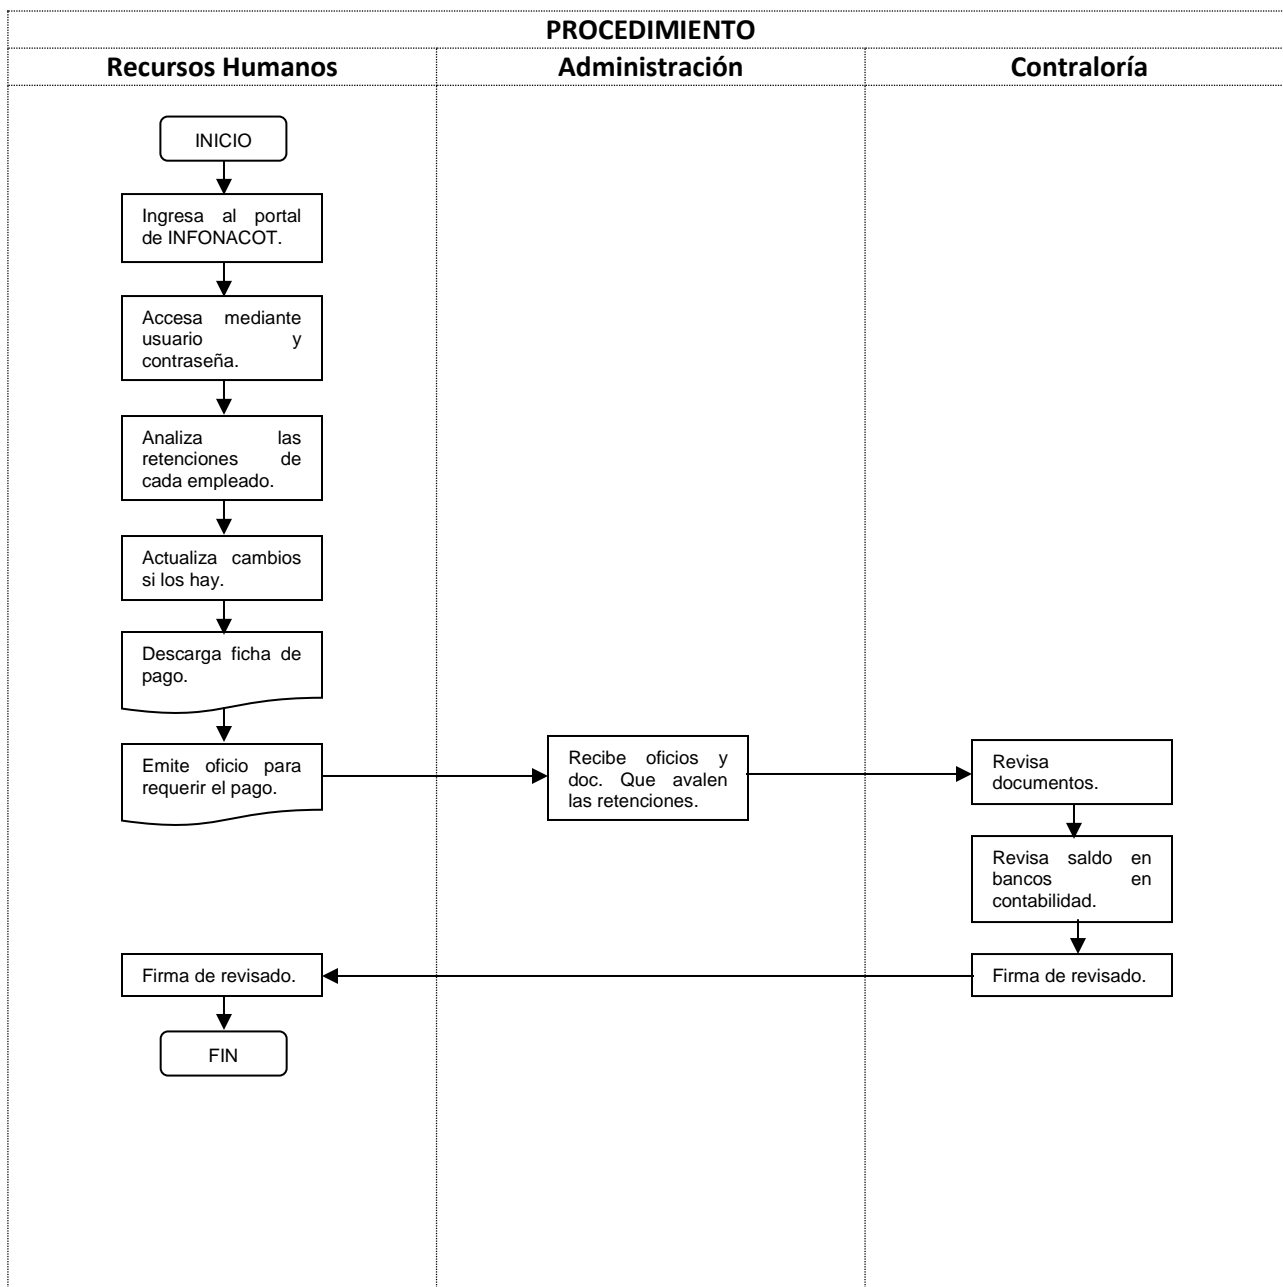 PROCEDIMIENTO
Recursos Humanos
Administración
Contraloría
INICIO
Ingresa al portal
de INFONACOT.
Accesa mediante
usuario y
contraseña.
Analiza las
retenciones de
cada empleado.
Actualiza cambios
si los hay.
Descarga ficha de
pago.
Emite oficio para
requerir el pago.
Recibe oficios y
doc. Que avalen
las retenciones.
Revisa
documentos.
Revisa saldo en
bancos en
contabilidad.
Firma de revisado.
Firma de revisado.
FIN